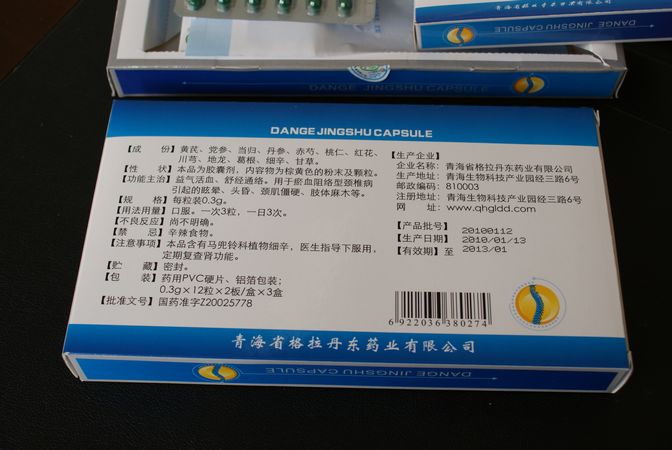 青海省格拉丹东药业有限公司
DANGE JINGSHU
DANGE JINGSHU CAPSULE
DANGE JINGSHU CAPSULE
【成 份】黄芪、党参、当归、丹参、赤芍、桃仁、红花、
川芎、地龙、葛根、细辛、甘草。
【性 状】本品为胶囊剂，内容物为棕黄色的粉末及颗粒。
【功能主治】益气活血、舒经通络。用于瘀血阻络型颈椎病
引起的眩晕、头昏、颈肌僵硬、肢体麻木等。
【规 格】每粒装0.3g。
【用法用量】口服。一次3粒，一日3次。
【不良反应】尚不明确。
【禁 忌】辛辣食物。
【注意事项】本品含有马兜铃科植物细辛，医生指导下服用，
定期复查肾功能。
【贮 藏】密封。
【包 装】药用PVC硬片、铝箔包装；
0.3g×12粒×2板/盒×3盒
【批准文号】国药准字Z20025778
【生产企业】
企业名称：青海省格拉丹东药业有限公司
生产地址：青海生物科技产业园经三路6号
邮政编码：810003
注册地址：青海生物科技产业园经三路6号
网 址：www.qhgldd.com
【产品批号】20100112
【生产日期】2010/01/13
【有效期】至 2013/01
6 922036 380274
青海省格拉丹东药业有限公司
DANGE JINGSHU CAPSULE